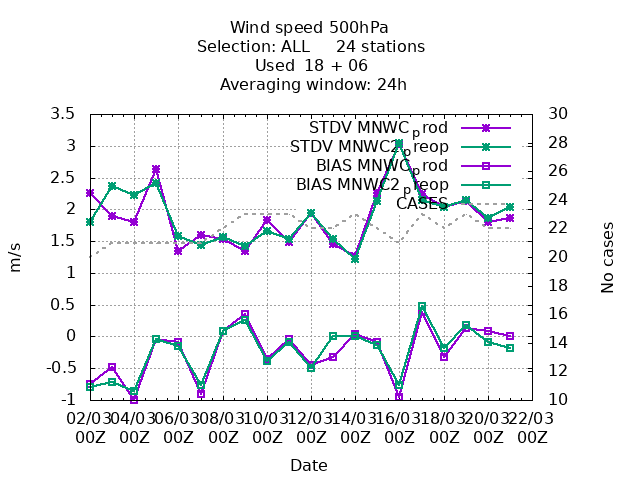 Wind speed 500hPa
Selection: ALL 24 stations
Used 18 + 06
Averaging window: 24h
3.5
3
2.5
2
1.5
1
0.5
0
-0.5
-1
m/s
30
28
26
24
22
20
18
16
14
12
10
No cases
STDV MNWC_prod
STDV MNWC2_preop
BIAS MNWC_prod
BIAS MNWC2_preop
CASES
02/03 04/03 06/03 08/03 10/03 12/03 14/03 16/03 18/03 20/03 22/03
00Z 00Z 00Z 00Z 00Z 00Z 00Z 00Z 00Z 00Z 00Z
Date